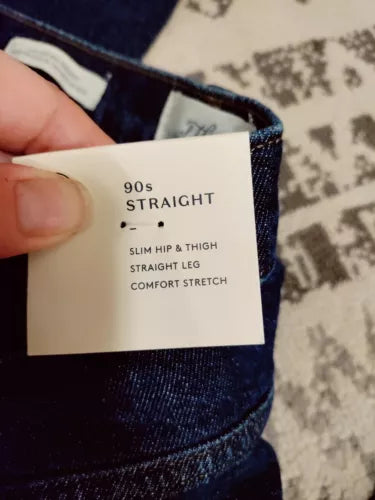 90s
STRAIGHT
SLIM HIP & THIGH
STRAIGHT LEG
COMFORT STRETCH